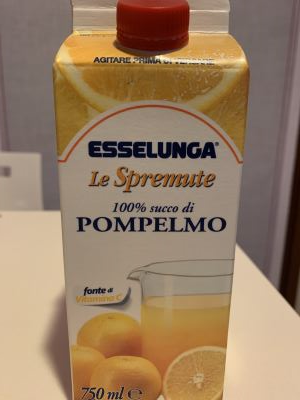 AGITARE PRIMA DI VERSARE
ESSELUNGA®
Le Spremute
100% succo di
POMPELMO
fonte di
Vitamina C
750 ml ℮